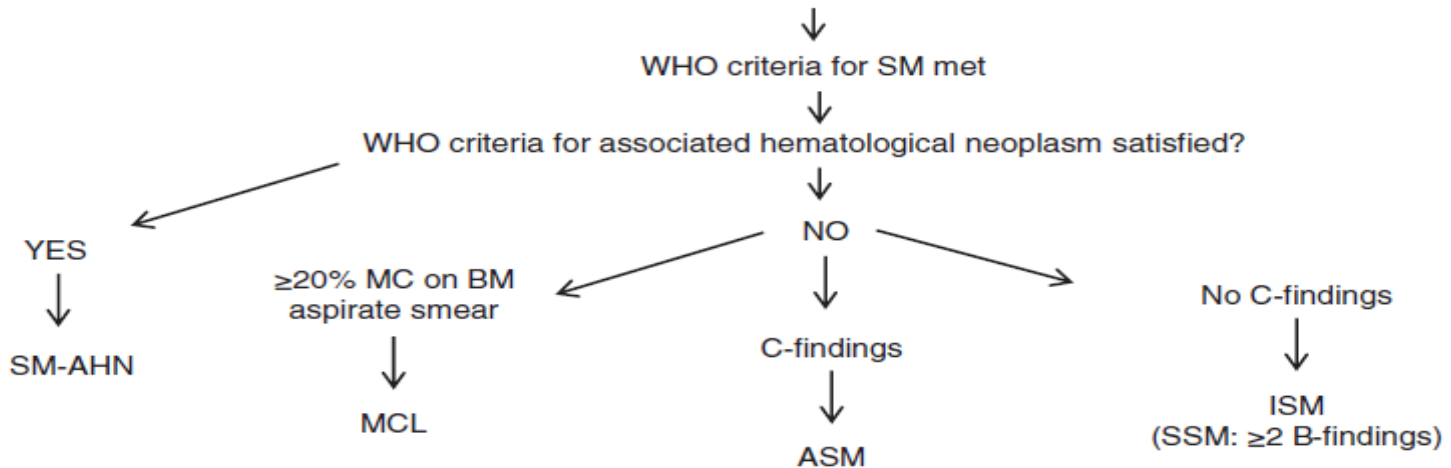 WHO criteria for SM met
WHO criteria for associated hematological neoplasm satisfied?
YES
NO
≥20% MC on BM
aspirate smear
No C-findings
SM-AHN
C-findings
MCL
ISM
(SSM: ≥2 B-findings)
ASM